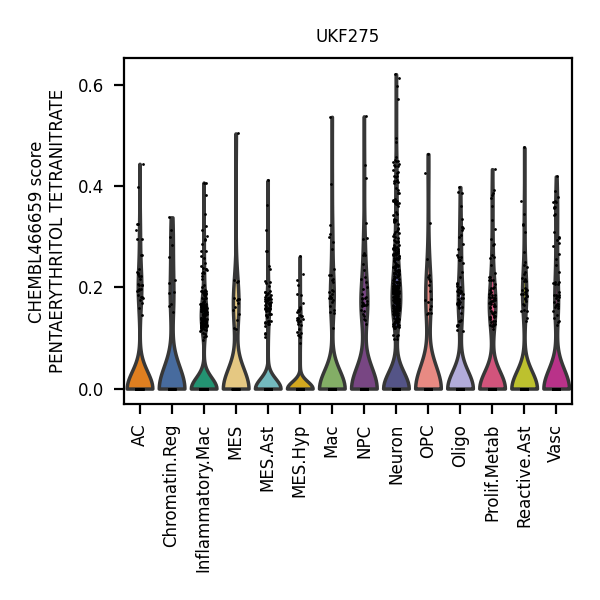 UKF275
CHEMBL466659 score
PENTAERYTHRITOL TETRANITRATE
0.6
0.4
0.2
0.0
AC
Chromatin.Reg
Inflammatory.Mac
MES
MES.Ast
MES.Hyp
Mac
NPC
Neuron
OPC
Oligo
Prolif.Metab
Reactive.Ast
Vasc